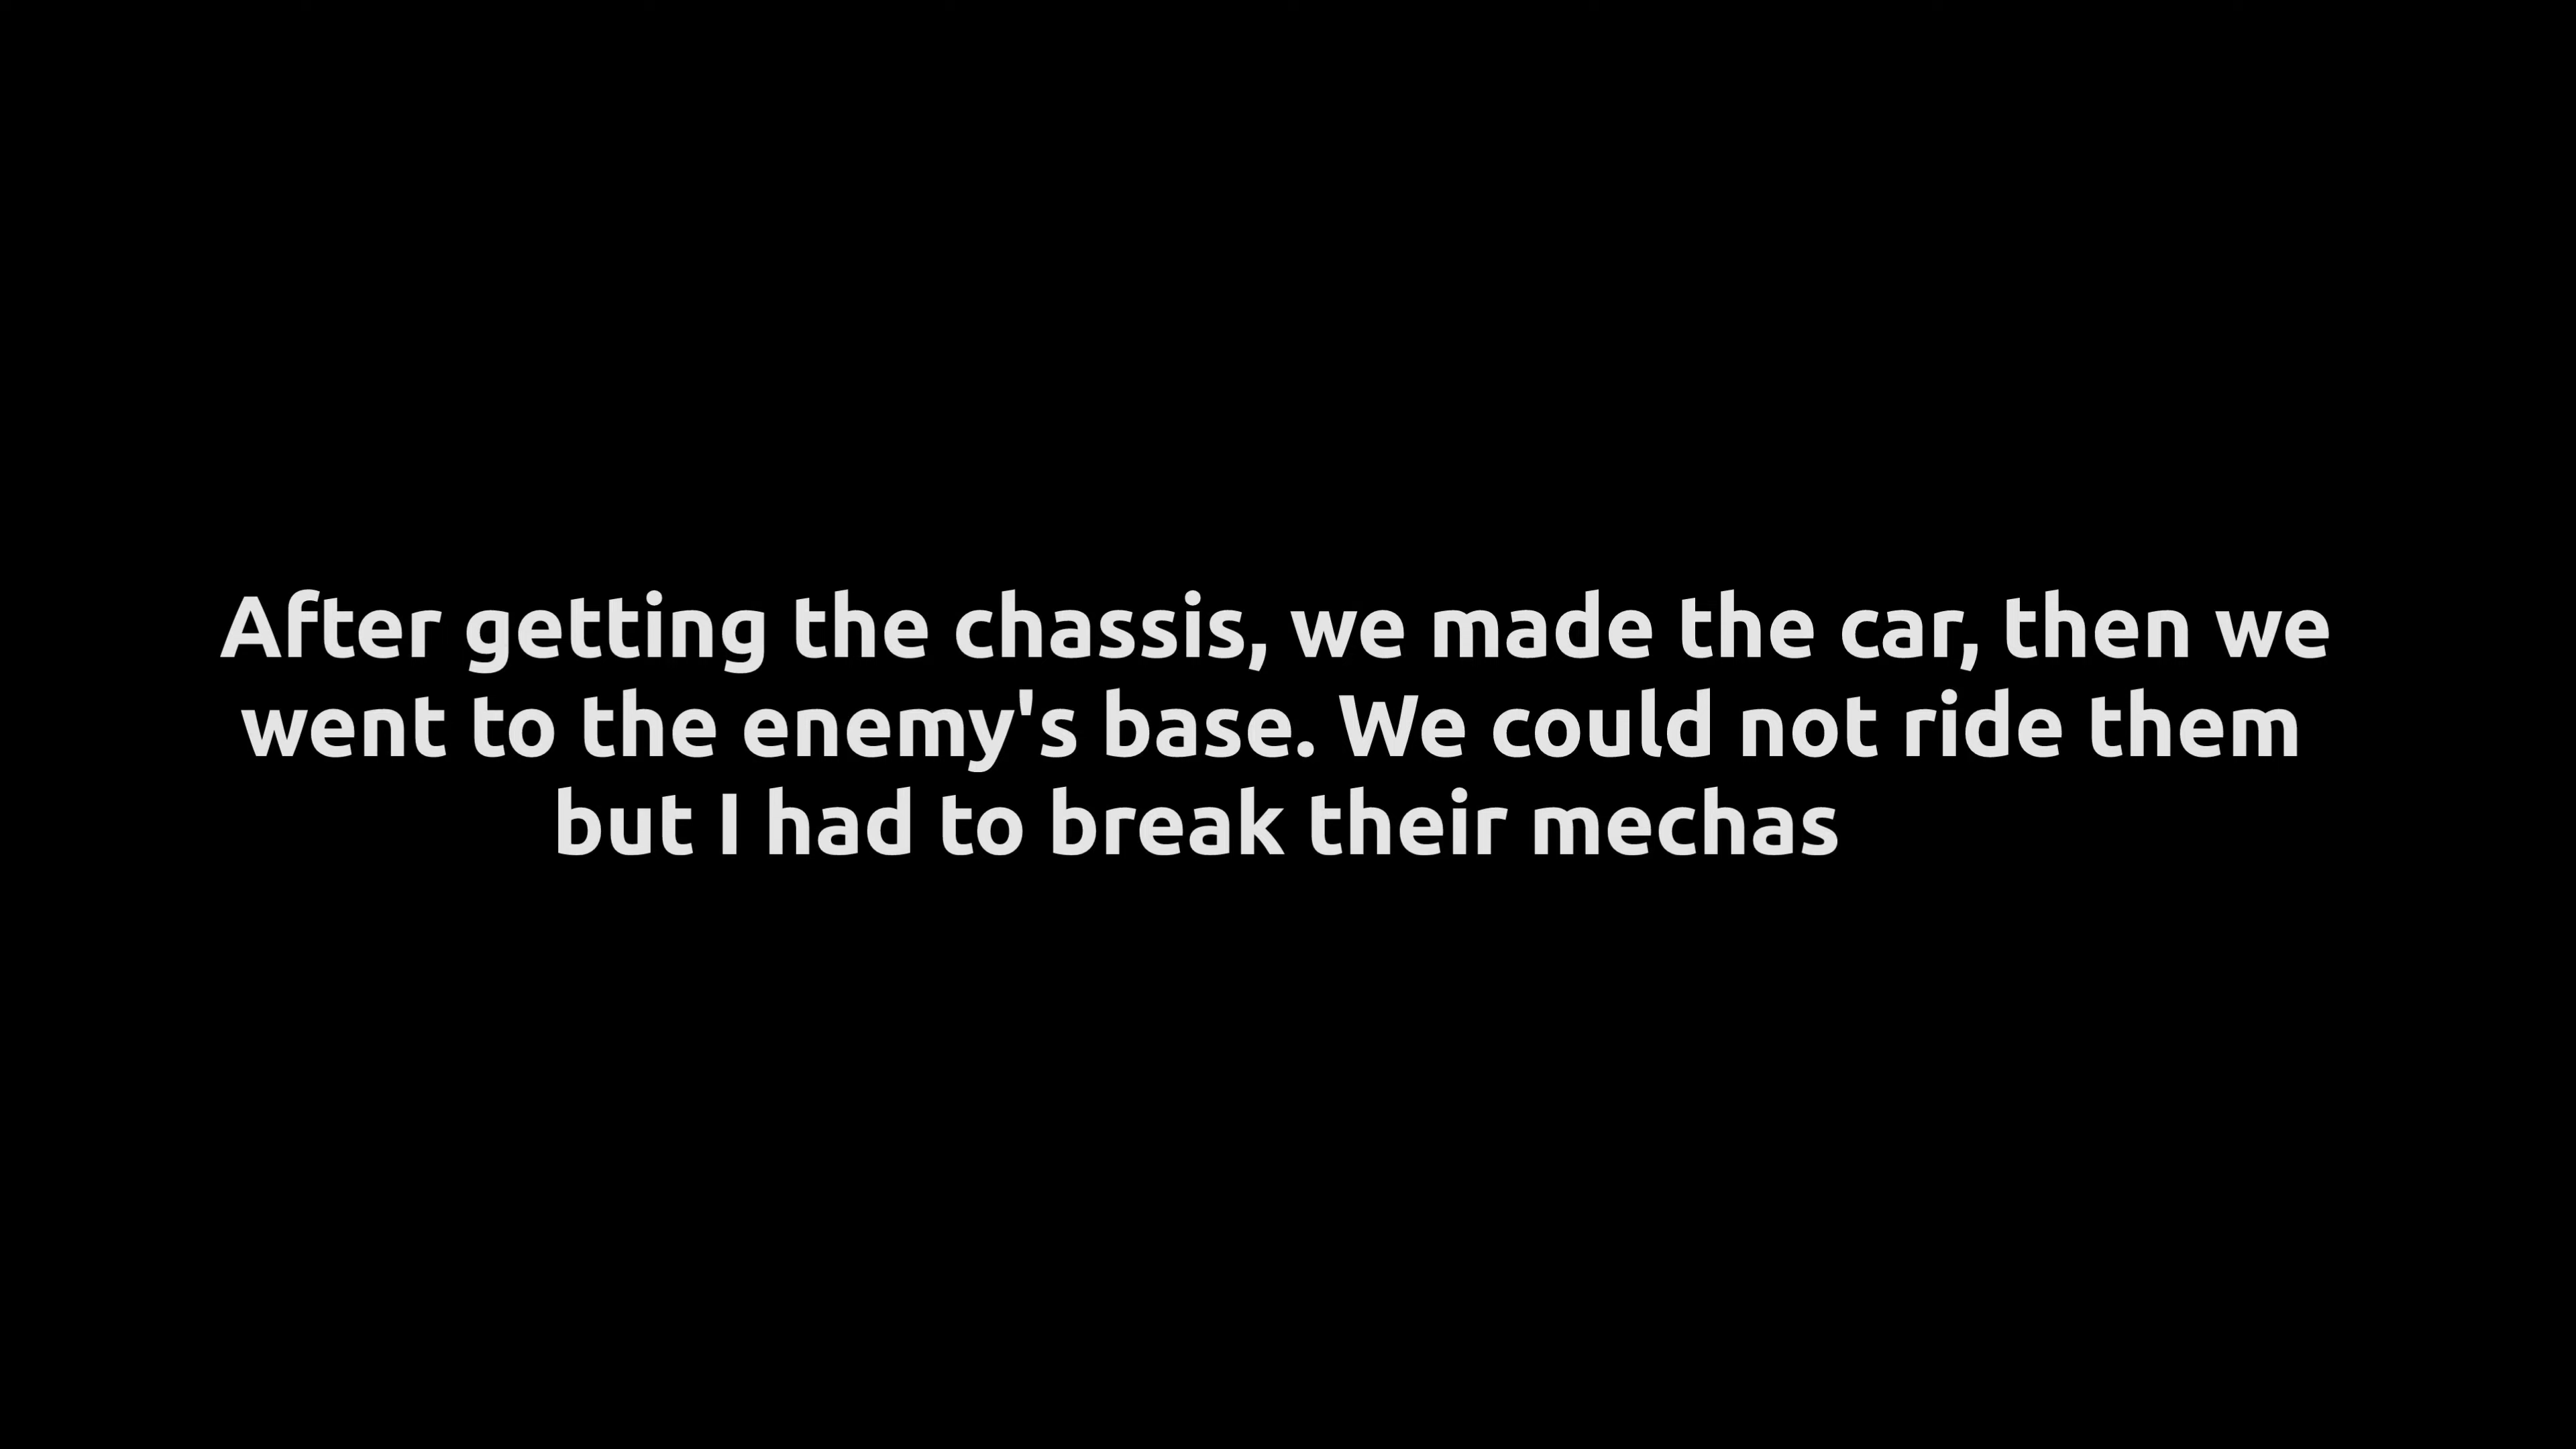 After getting the chassis, we made the car, then we
went to the enemy's base. We could not ride them
but I had to break their mechas